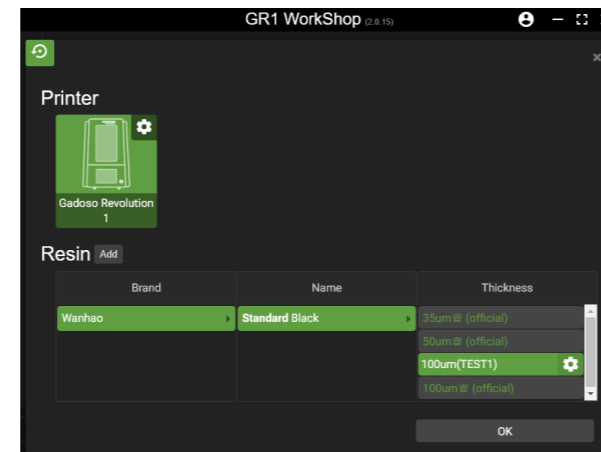 GR1 WorkShop (2.0.15)
Printer
Gadoso Revolution
1
Resin Add
Brand Name Thickness
Wanhao Standard Black 35um (official)
50um (official)
100um(TEST1)
100um (official)
OK